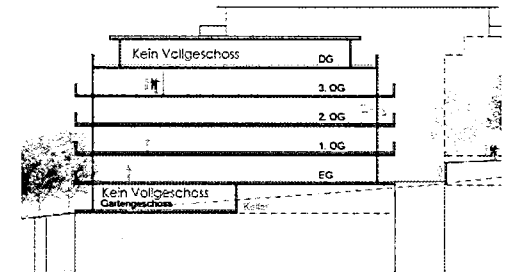 Kein Vollgeschoss
DG
3. OG
2. OG
1. OG
EG
Kein Vollgeschoss
Gartengeschoss
Keller